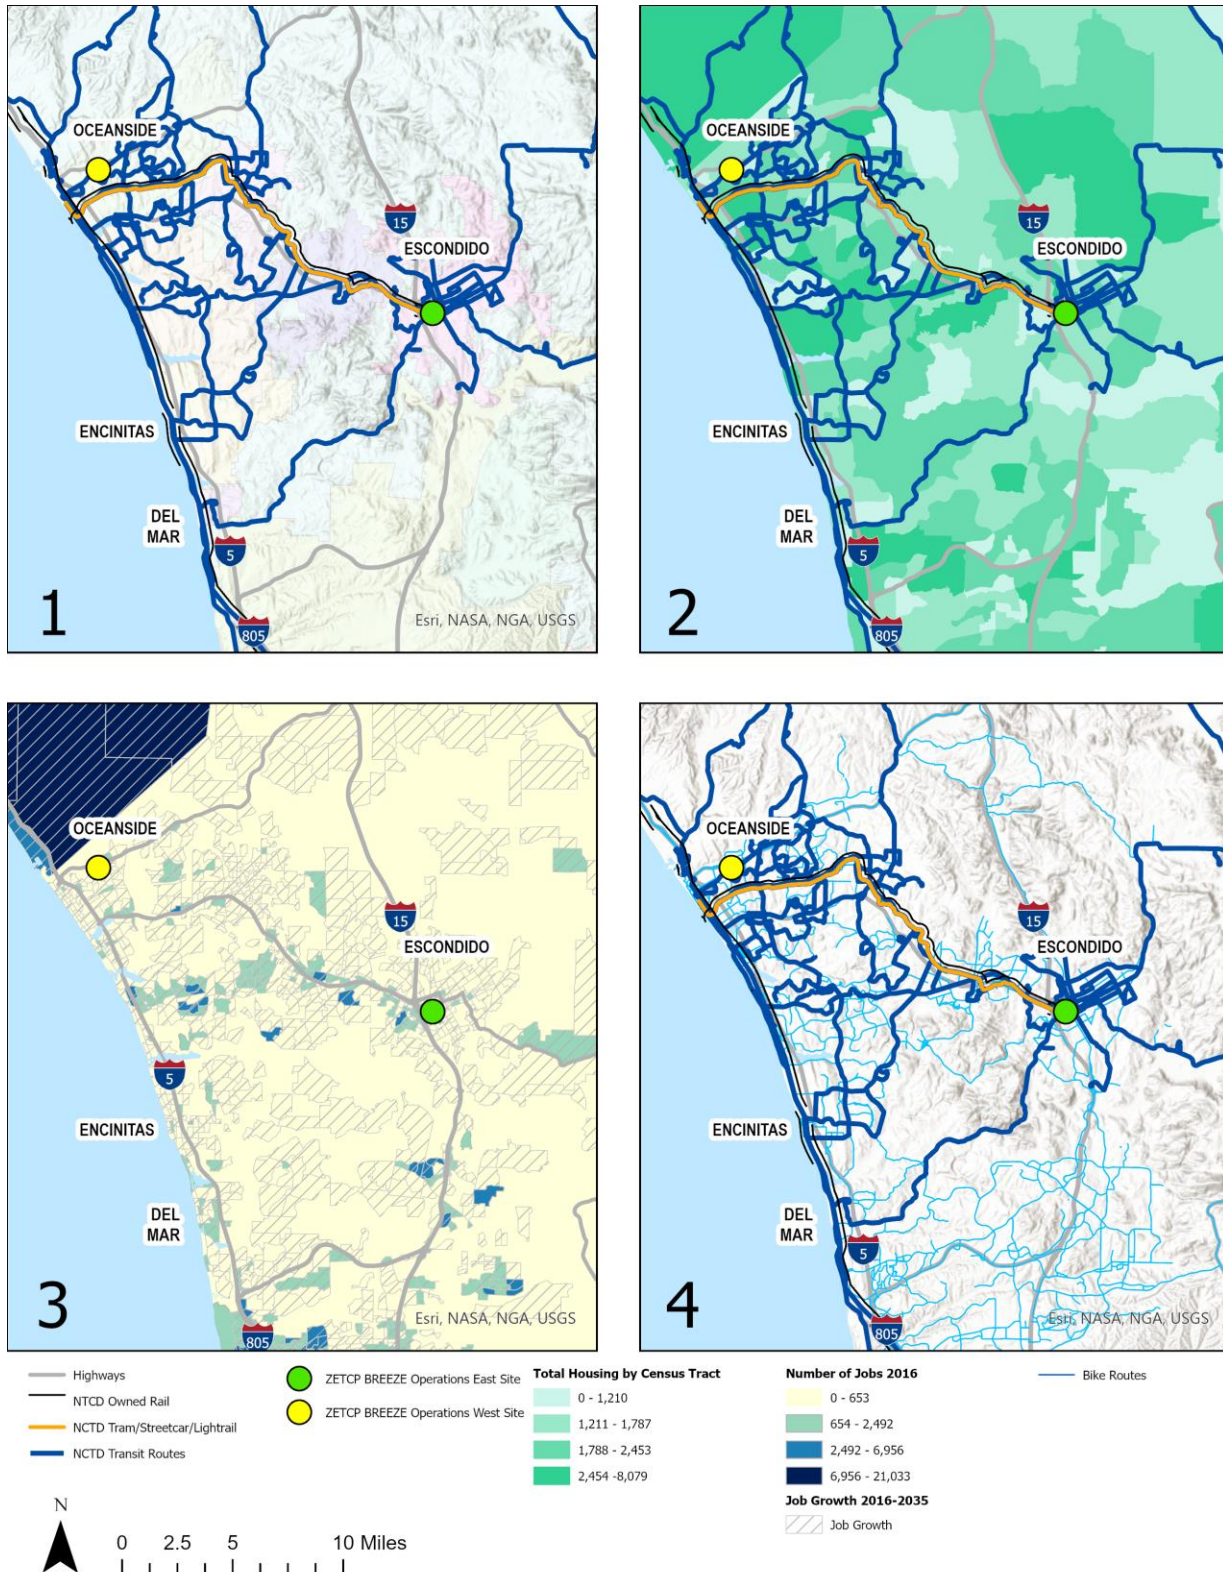 OCEANSIDE
15
ESCONDIDO
ENCINITAS
DEL
MAR
5
805
1
Esri, NASA, NGA, USGS
OCEANSIDE
15
ESCONDIDO
ENCINITAS
DEL
MAR
5
805
2
OCEANSIDE
15
ESCONDIDO
5
ENCINITAS
DEL
MAR
805
3
Esri, NASA, NGA, USGS
OCEANSIDE
15
ESCONDIDO
ENCINITAS
DEL
MAR
5
805
4
Esri, NASA, NGA, USGS
Highways
NTCD Owned Rail
NCTD Tram/Streetcar/Lightrail
NCTD Transit Routes
ZETCP BREEZE Operations East Site
ZETCP BREEZE Operations West Site
Total Housing by Census Tract
0 - 1,210
1,211 - 1,787
1,788 - 2,453
2,454 -8,079
Number of Jobs 2016
0 - 653
654 - 2,492
2,492 - 6,956
6,956 - 21,033
Job Growth 2016-2035
Job Growth
Bike Routes
N
0 2.5 5 10 Miles